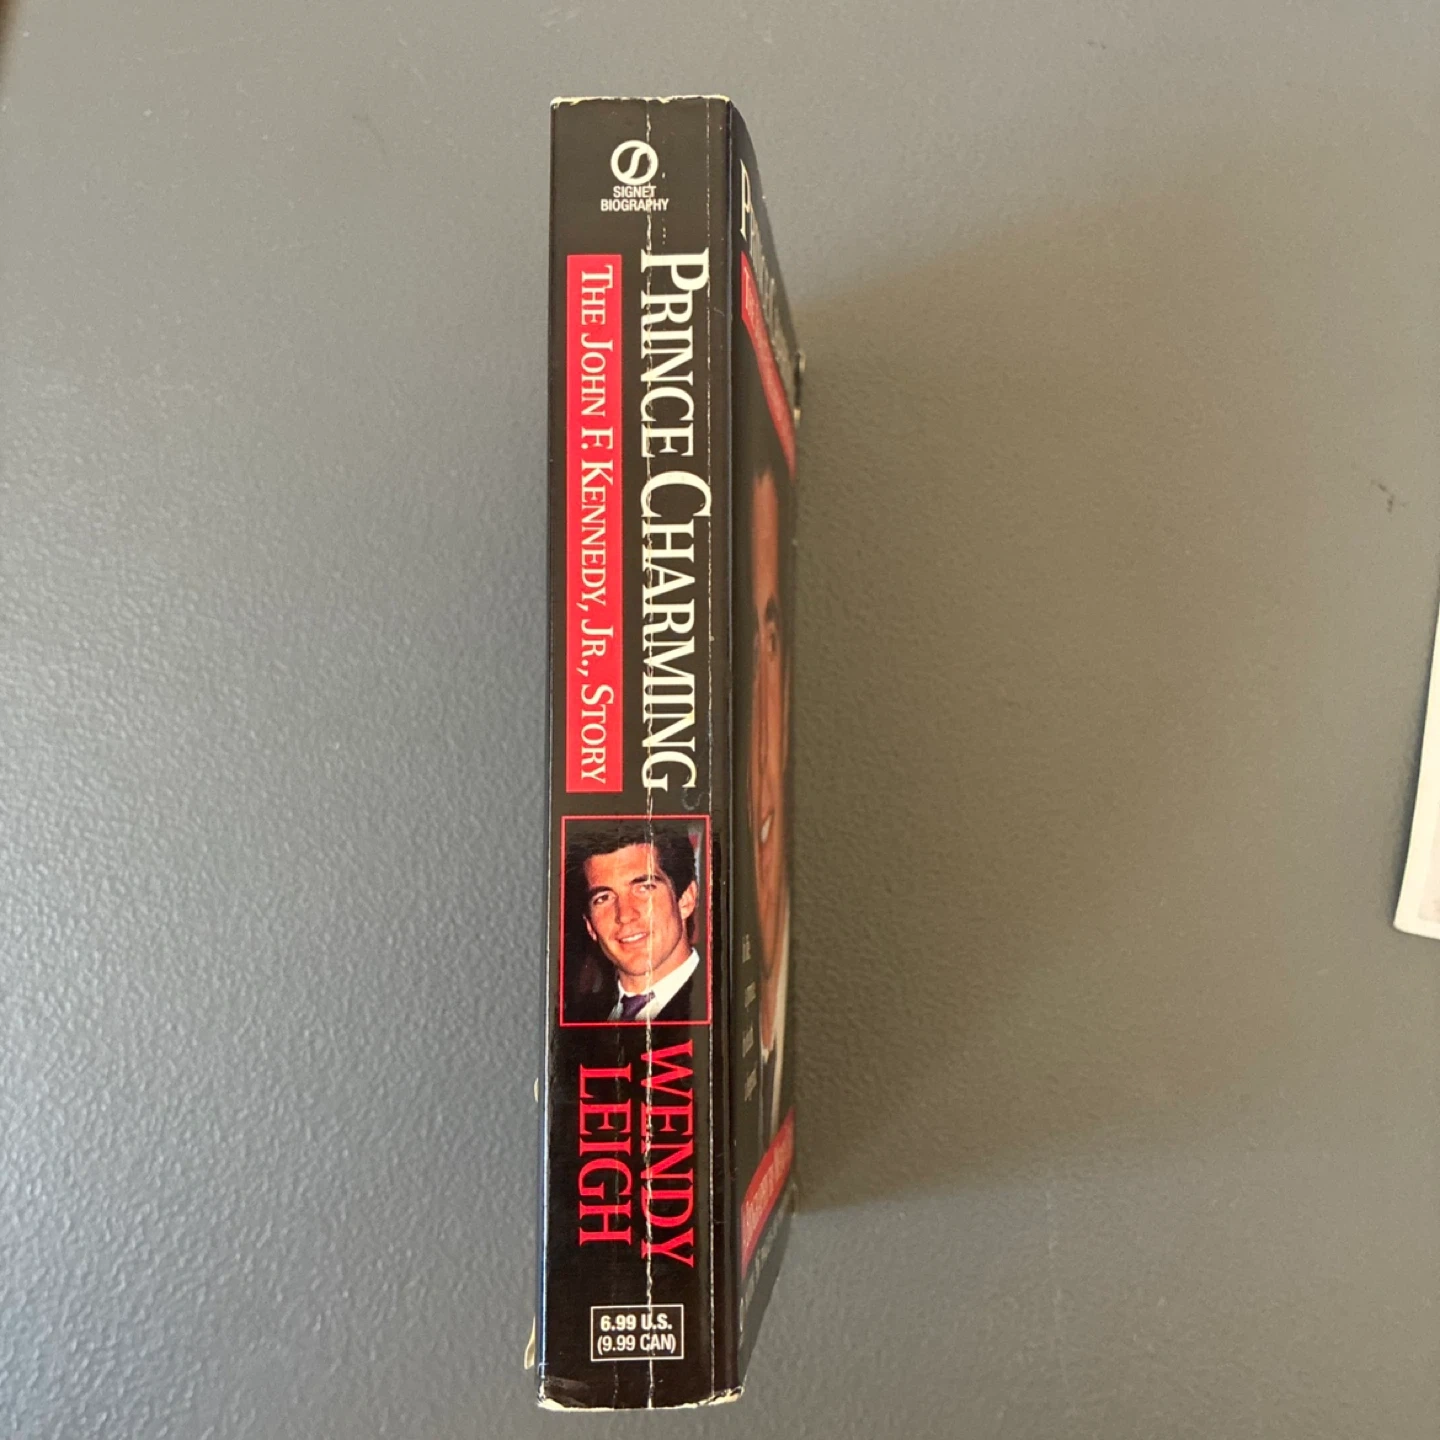 SIGNET
BIOGRAPHY
PRINCE CHARMING
THE JOHN F. KENNEDY, JR., STORY
WENDY
LEIGH
6.99 U.S.
(9.99 CAN)